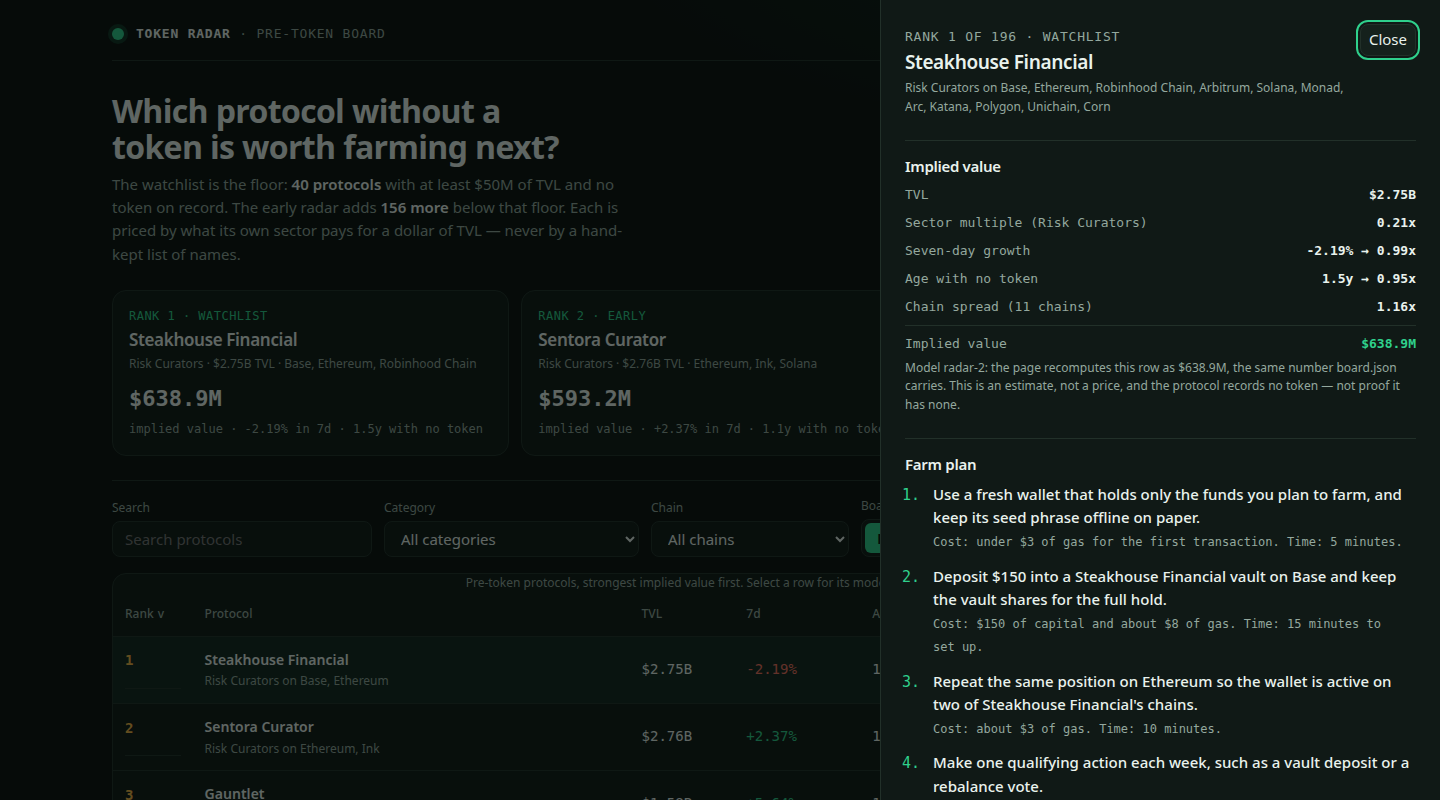 TOKEN RADAR · PRE-TOKEN BOARD
Which protocol without a
token is worth farming next?
The watchlist is the floor: 40 protocols with at least $50M of TVL and no
token on record. The early radar adds 156 more below that floor. Each is
priced by what its own sector pays for a dollar of TVL — never by a hand-
kept list of names.
RANK 1 · WATCHLIST
Steakhouse Financial
Risk Curators · $2.75B TVL · Base, Ethereum, Robinhood Chain
$638.9M
implied value · -2.19% in 7d · 1.5y with no token
RANK 2 · EARLY
Sentora Curator
Risk Curators · $2.76B TVL · Ethereum, Ink, Solana
$593.2M
implied value · +2.37% in 7d · 1.1y with no
Search
Category
Chain
Search protocols
All categories
All chains
Pre-token protocols, strongest implied value first. Select a row for its
Rank v
Protocol
TVL
7d
1
Steakhouse Financial
Risk Curators on Base, Ethereum
$2.75B
-2.19%
2
Sentora Curator
Risk Curators on Ethereum, Ink
$2.76B
+2.37%
3
Gauntlet
RANK 1 OF 196 · WATCHLIST
Close
Steakhouse Financial
Risk Curators on Base, Ethereum, Robinhood Chain, Arbitrum, Solana, Monad,
Arc, Katana, Polygon, Unichain, Corn
Implied value
TVL $2.75B
Sector multiple (Risk Curators) 0.21x
Seven-day growth -2.19% → 0.99x
Age with no token 1.5y → 0.95x
Chain spread (11 chains) 1.16x
Implied value $638.9M
Model radar-2: the page recomputes this row as $638.9M, the same number board.json
carries. This is an estimate, not a price, and the protocol records no token — not proof it
has none.
Farm plan
1. Use a fresh wallet that holds only the funds you plan to farm, and
keep its seed phrase offline on paper.
Cost: under $3 of gas for the first transaction. Time: 5 minutes.
2. Deposit $150 into a Steakhouse Financial vault on Base and keep
the vault shares for the full hold.
Cost: $150 of capital and about $8 of gas. Time: 15 minutes to
set up.
3. Repeat the same position on Ethereum so the wallet is active on
two of Steakhouse Financial's chains.
Cost: about $3 of gas. Time: 10 minutes.
4. Make one qualifying action each week, such as a vault deposit or a
rebalance vote.